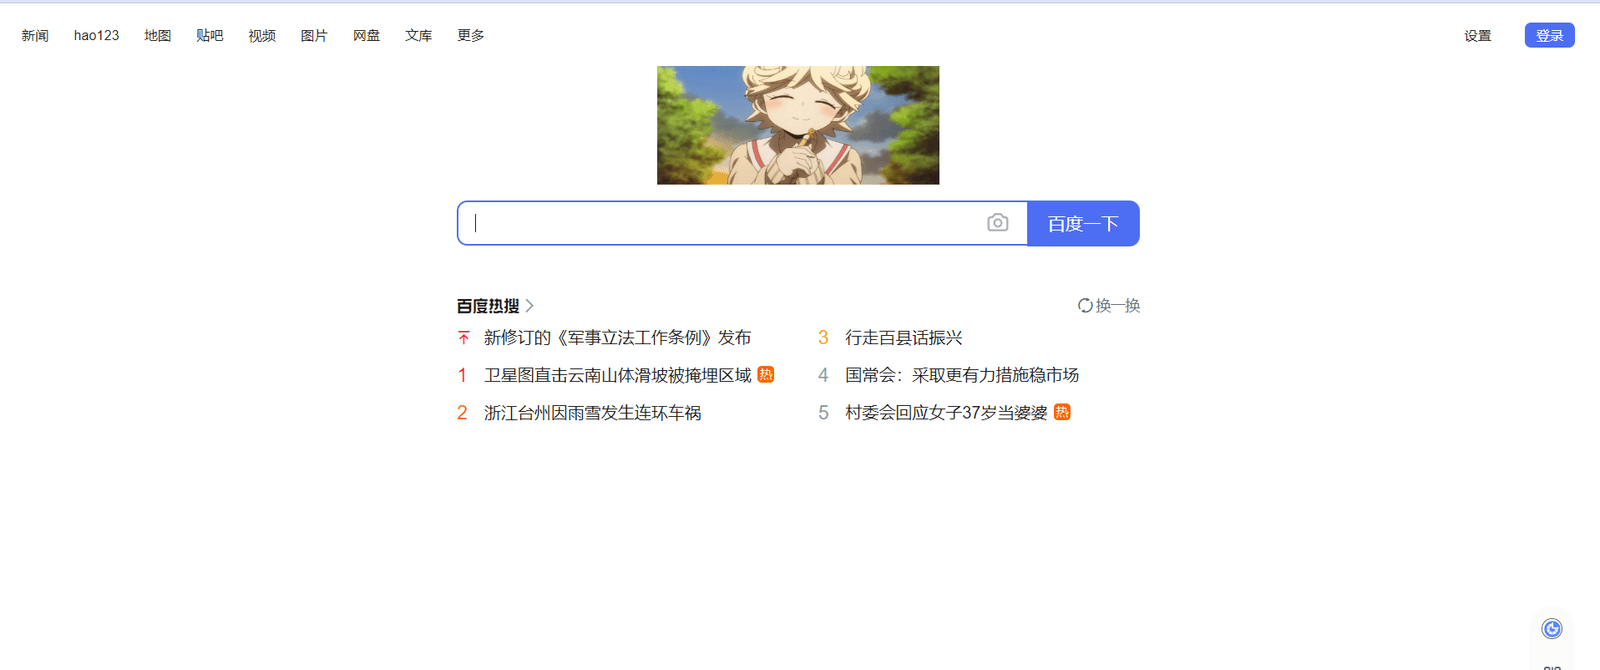 新闻 hao123 地图 贴吧 视频 图片 网盘 文库 更多 设置 登录
百度一下
百度热搜 换一换
新修订的《军事立法工作条例》发布
1 卫星图直击云南山体滑坡被掩埋区域 热
2 浙江台州因雨雪发生连环车祸
3 行走百县话振兴
4 国常会：采取更有力措施稳市场
5 村委会回应女子37岁当婆婆 热